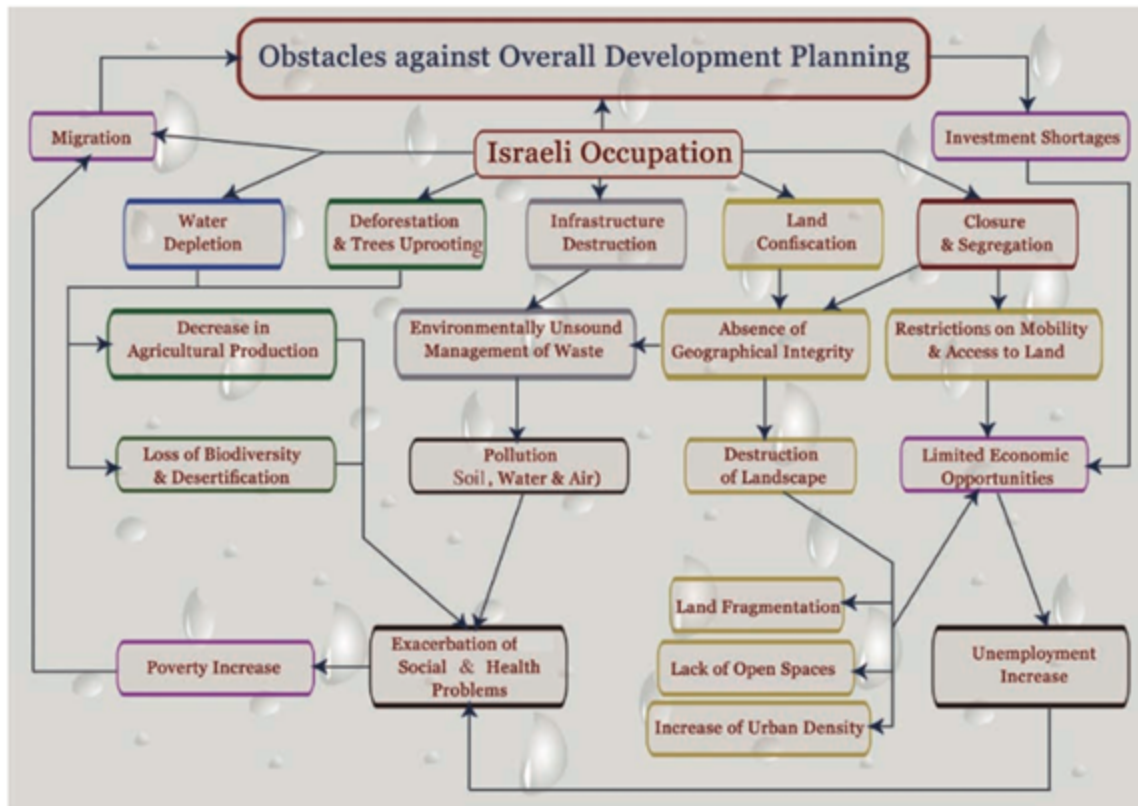 Obstacles against Overall Development Planning
Migration
Israeli Occupation
Investment Shortages
Water
Depletion
Deforestation
& Trees Uprooting
Infrastructure
Destruction
Land
Confiscation
Closure
& Segregation
Decrease in
Agricultural Production
Environmentally Unsound
Management of Waste
Absence of
Geographical Integrity
Restrictions on Mobility
& Access to Land
Loss of Biodiversity
& Desertification
Pollution
Soil, Water & Air)
Destruction
of Landscape
Limited Economic
Opportunities
Land Fragmentation
Lack of Open Spaces
Increase of Urban Density
Poverty Increase
Exacerbation of
Social & Health
Problems
Unemployment
Increase